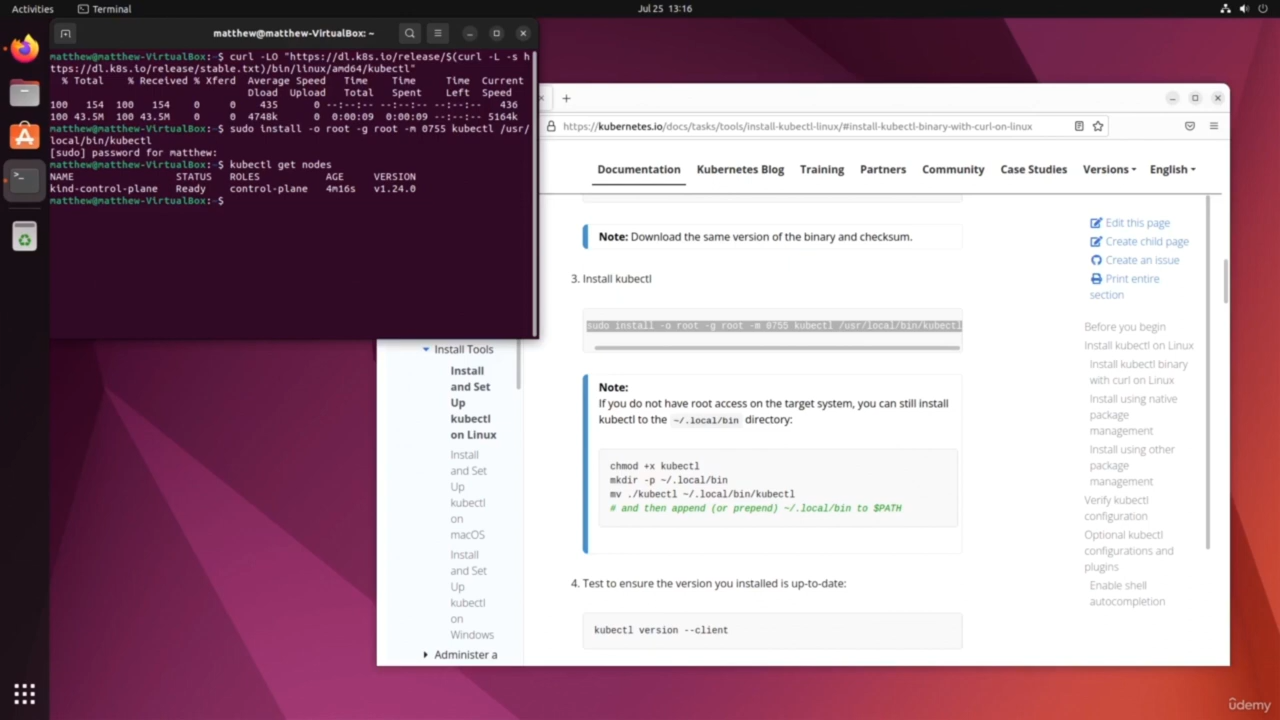 Activities
Terminal
Jul 25 13:16
matthew@matthew-VirtualBox: ~
matthew@matthew-VirtualBox:~$ curl -LO "https://dl.k8s.io/release/$(curl -L -s h
ttps://dl.k8s.io/release/stable.txt)/bin/linux/amd64/kubectl"
% Total % Received % Xferd Average Speed Time Time Time Current
Dload Upload Total Spent Left Speed
100 154 100 154 0 0 435 0 --:--:-- --:--:-- --:--:-- 436
100 43.5M 100 43.5M 0 0 4748k 0 0:00:09 0:00:09 --:--:-- 5164k
matthew@matthew-VirtualBox:~$ sudo install -o root -g root -m 0755 kubectl /usr/
local/bin/kubectl
[sudo] password for matthew:
matthew@matthew-VirtualBox:~$ kubectl get nodes
NAME STATUS ROLES AGE VERSION
kind-control-plane Ready control-plane 4m16s v1.24.0
matthew@matthew-VirtualBox:~$
https://kubernetes.io/docs/tasks/tools/install-kubectl-linux/#install-kubectl-binary-with-curl-on-linux
Documentation Kubernetes Blog Training Partners Community Case Studies Versions English
Install Tools
Install
and Set
Up
kubectl
on Linux
Install
and Set
Up
kubectl
on
macOS
Install
and Set
Up
kubectl
on
Windows
Administer a
Note: Download the same version of the binary and checksum.
3. Install kubectl
sudo install -o root -g root -m 0755 kubectl /usr/local/bin/kubectl
Note:
If you do not have root access on the target system, you can still install
kubectl to the ~/.local/bin directory:
chmod +x kubectl
mkdir -p ~/.local/bin
mv ./kubectl ~/.local/bin/kubectl
# and then append (or prepend) ~/.local/bin to $PATH
4. Test to ensure the version you installed is up-to-date:
kubectl version --client
Edit this page
Create child page
Create an issue
Print entire
section
Before you begin
Install kubectl on Linux
Install kubectl binary
with curl on Linux
Install using native
package
management
Install using other
package
management
Verify kubectl
configuration
Optional kubectl
configurations and
plugins
Enable shell
autocompletion
ûdemy